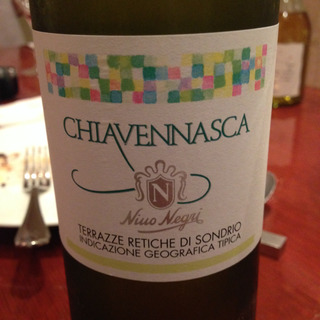 CHIAVENNASCA
N
Nino Negri
TERRAZZE RETICHE DI SONDRIO
INDICAZIONE GEOGRAFICA TIPICA